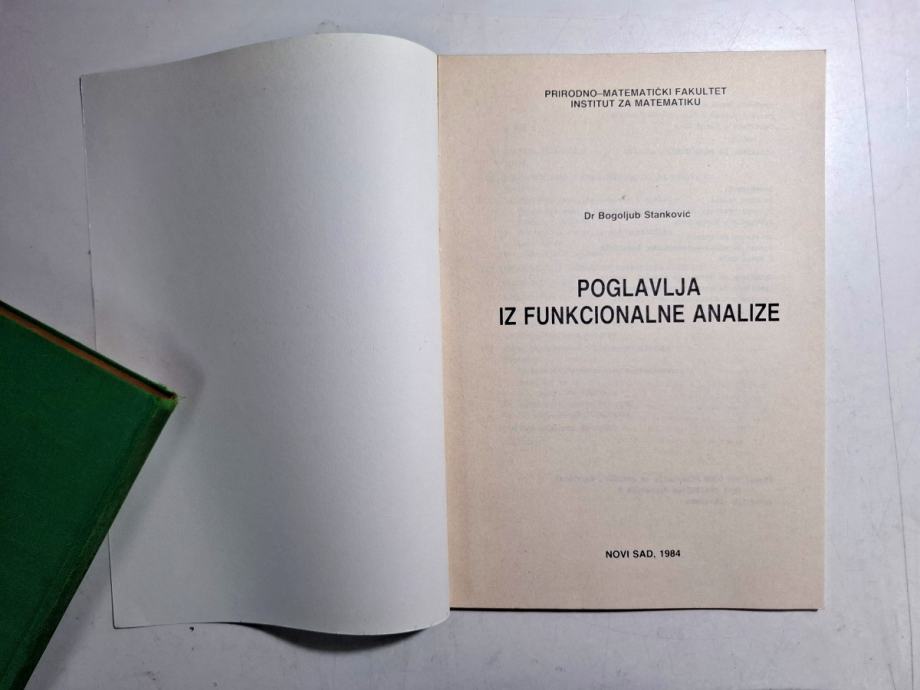 PRIRODNO–MATEMATIČKI FAKULTET
INSTITUT ZA MATEMATIKU
Dr Bogoljub Stanković
POGLAVLJA
IZ FUNKCIONALNE ANALIZE
NOVI SAD, 1984